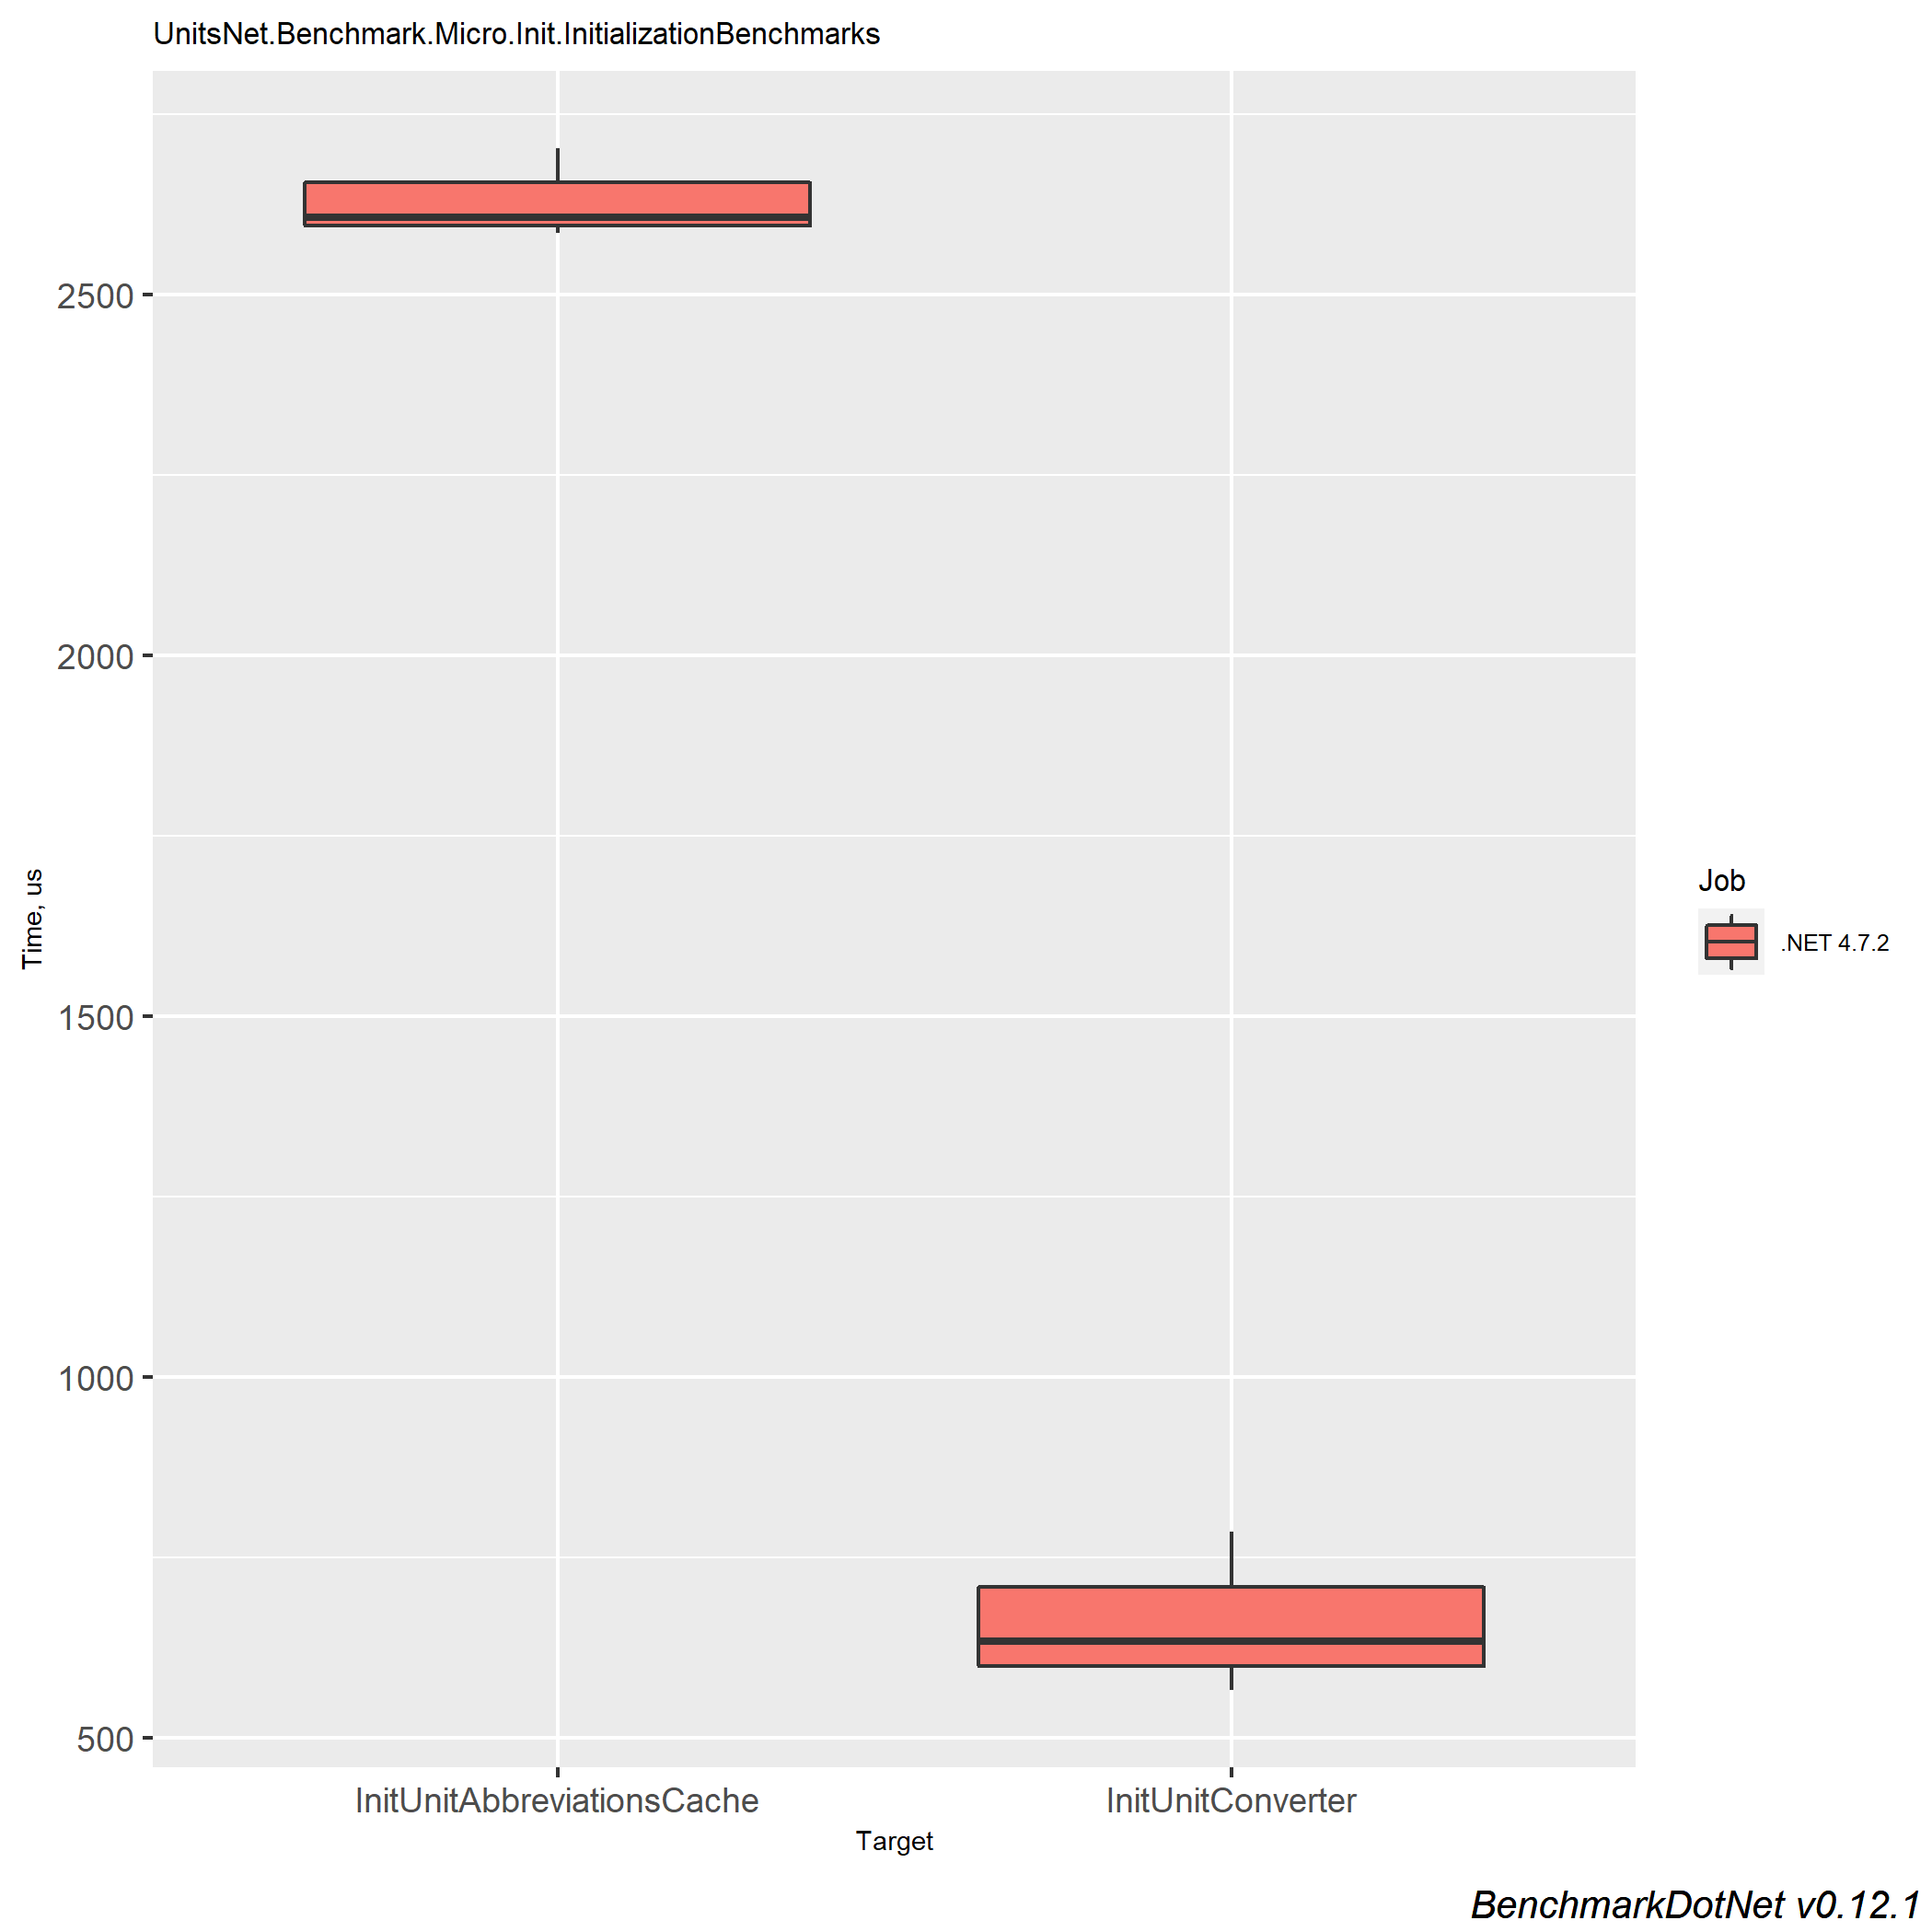 UnitsNet.Benchmark.Micro.Init.InitializationBenchmarks
Time, us
2500
2000
1500
1000
500
InitUnitAbbreviationsCache
InitUnitConverter
Target
Job
.NET 4.7.2
BenchmarkDotNet v0.12.1